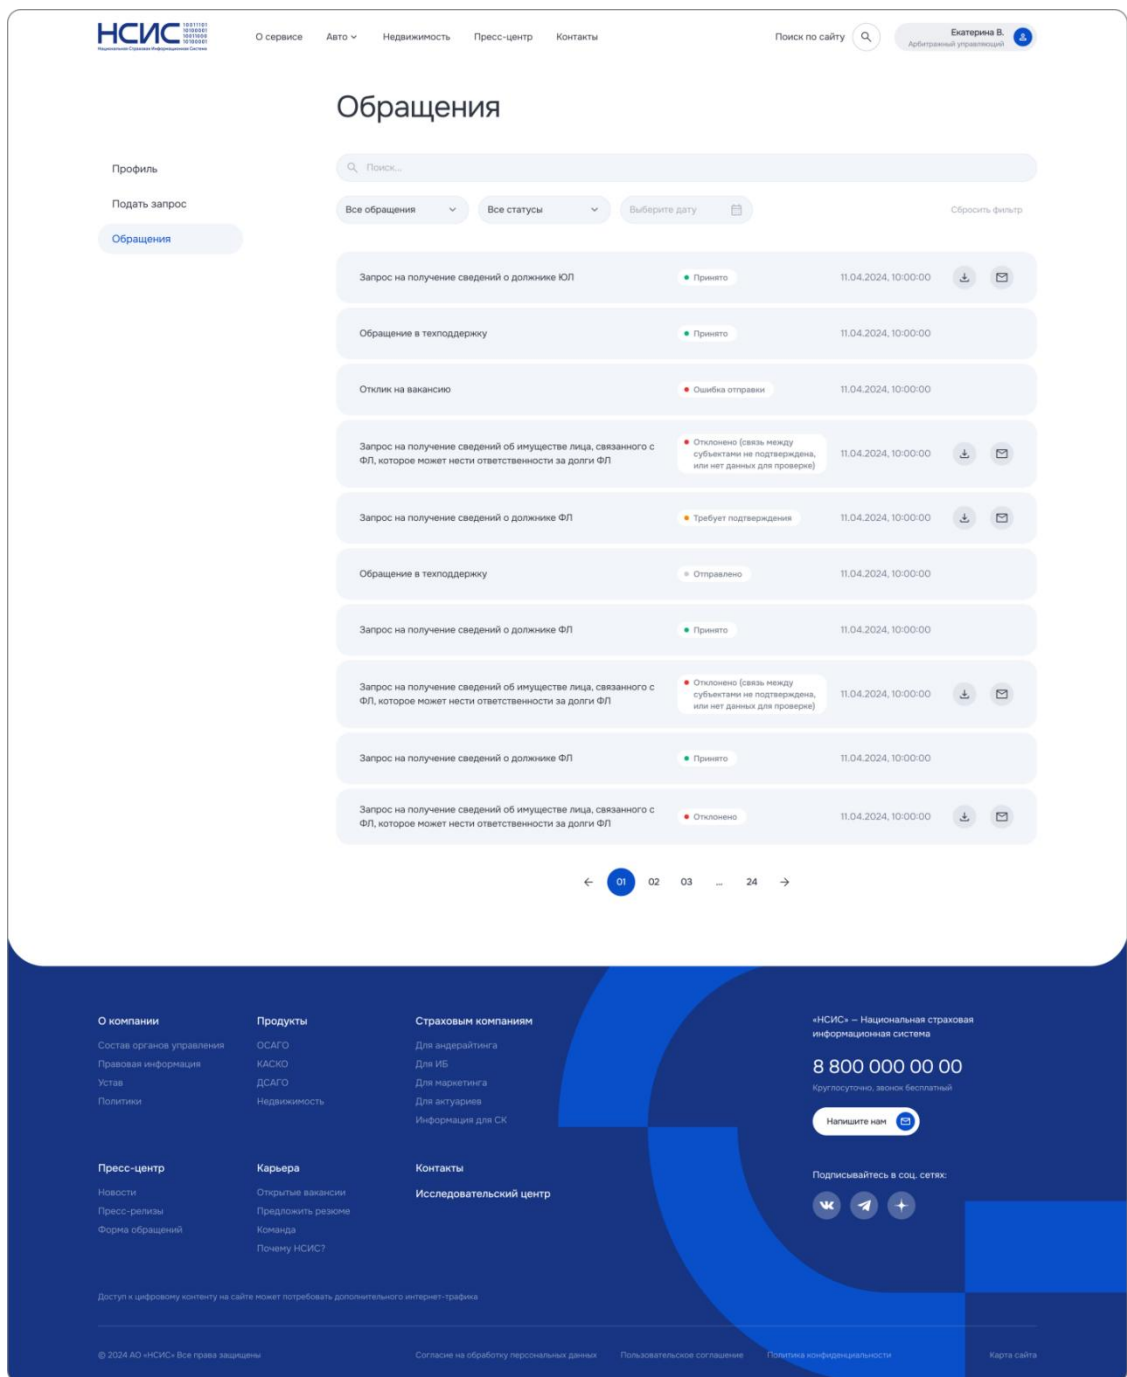 НСИС
10011101
10100001
10011000
10100001
Национальная Страховая Информационная Система
О сервисе
Авто
Недвижимость
Пресс-центр
Контакты
Поиск по сайту
Екатерина В.
Арбитражный управляющий
Обращения
Профиль
Подать запрос
Обращения
Поиск...
Все обращения
Все статусы
Выберите дату
Сбросить фильтр
Запрос на получение сведений о должнике ЮЛ
Принято
11.04.2024, 10:00:00
Обращение в техподдержку
Принято
11.04.2024, 10:00:00
Отклик на вакансию
Ошибка отправки
11.04.2024, 10:00:00
Запрос на получение сведений об имуществе лица, связанного с
ФЛ, которое может нести ответственности за долги ФЛ
Отклонено (связь между
субъектами не подтверждена,
или нет данных для проверке)
11.04.2024, 10:00:00
Запрос на получение сведений о должнике ФЛ
Требует подтверждения
11.04.2024, 10:00:00
Обращение в техподдержку
Отправлено
11.04.2024, 10:00:00
Запрос на получение сведений о должнике ФЛ
Принято
11.04.2024, 10:00:00
Запрос на получение сведений об имуществе лица, связанного с
ФЛ, которое может нести ответственности за долги ФЛ
Отклонено (связь между
субъектами не подтверждена,
или нет данных для проверке)
11.04.2024, 10:00:00
Запрос на получение сведений о должнике ФЛ
Принято
11.04.2024, 10:00:00
Запрос на получение сведений об имуществе лица, связанного с
ФЛ, которое может нести ответственности за долги ФЛ
Отклонено
11.04.2024, 10:00:00
01 02 03 ... 24
О компании
Состав органов управления
Правовая информация
Устав
Политики
Продукты
ОСАГО
КАСКО
ДСАГО
Недвижимость
Страховым компаниям
Для андерайтинга
Для ИБ
Для маркетинга
Для актуариев
Информация для СК
«НСИС» — Национальная страховая
информационная система
8 800 000 00 00
Круглосуточно, звонок бесплатный
Напишите нам
Пресс-центр
Новости
Пресс-релизы
Форма обращений
Карьера
Открытые вакансии
Предложить резюме
Команда
Почему НСИС?
Контакты
Исследовательский центр
Подписывайтесь в соц. сетях:
Доступ к цифровому контенту на сайте может потребовать дополнительного интернет-трафика
© 2024 АО «НСИС» Все права защищены
Согласие на обработку персональных данных
Пользовательское соглашение
Политика конфиденциальности
Карта сайта